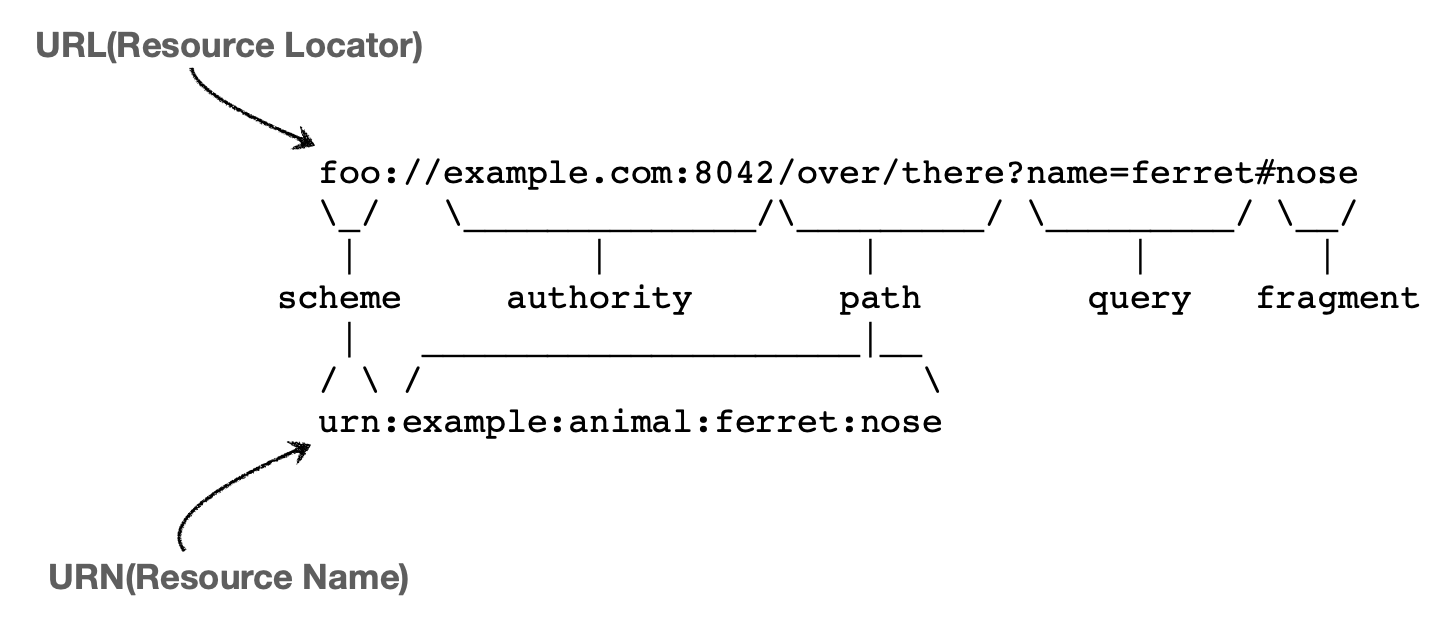 URL(Resource Locator)
foo://example.com:8042/over/there?name=ferret#nose
scheme authority path query fragment
urn:example:animal:ferret:nose
URN(Resource Name)